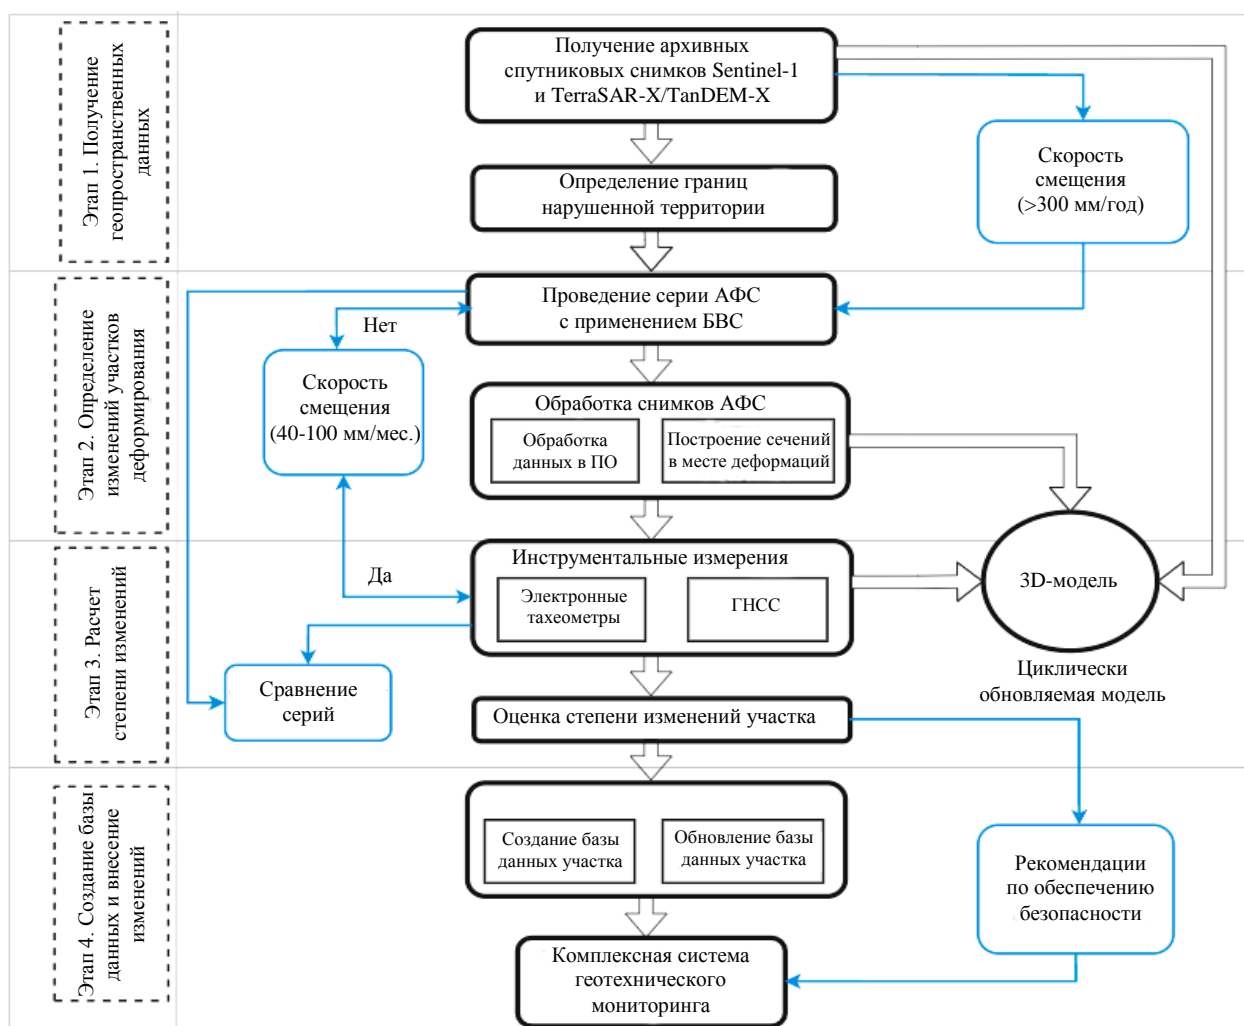 Этап 1. Получение
геопространственных
данных
Получение архивных
спутниковых снимков Sentinel-1
и TerraSAR-X/TanDEM-X
Определение границ
нарушенной территории
Скорость
смещения
(>300 мм/год)
Этап 2. Определение
изменений участков
деформирования
Проведение серии АФС
с применением БВС
Нет
Скорость
смещения
(40-100 мм/мес.)
Обработка снимков АФС
Обработка
данных в ПО
Построение сечений
в месте деформаций
Этап 3. Расчет
степени изменений
Да
Инструментальные измерения
Электронные
тахеометры
ГНСС
3D-модель
Циклически
обновляемая модель
Сравнение
серий
Оценка степени изменений участка
Этап 4. Создание базы
данных и внесение
изменений
Создание базы
данных участка
Обновление базы
данных участка
Рекомендации
по обеспечению
безопасности
Комплексная система
геотехнического
мониторинга